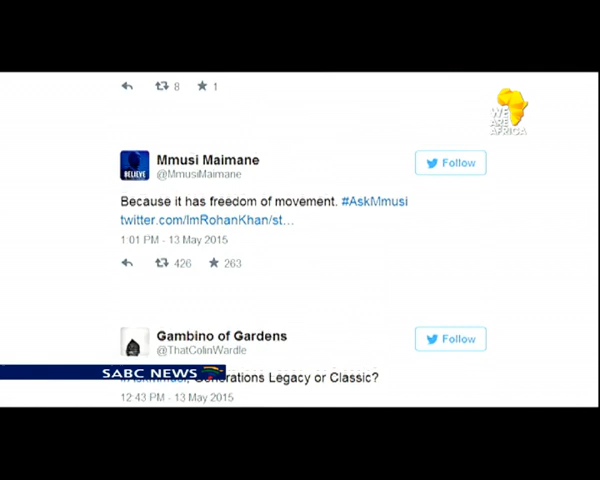 8 1
WE
ARE
AFRICA
BELIEVE
Mmusi Maimane
@MmusiMaimane
Follow
Because it has freedom of movement. #AskMmusi
twitter.com/ImRohanKhan/st...
1:01 PM - 13 May 2015
426 263
Gambino of Gardens
@ThatColinWardle
Follow
SABC NEWS
Generations Legacy or Classic?
12:43 PM - 13 May 2015